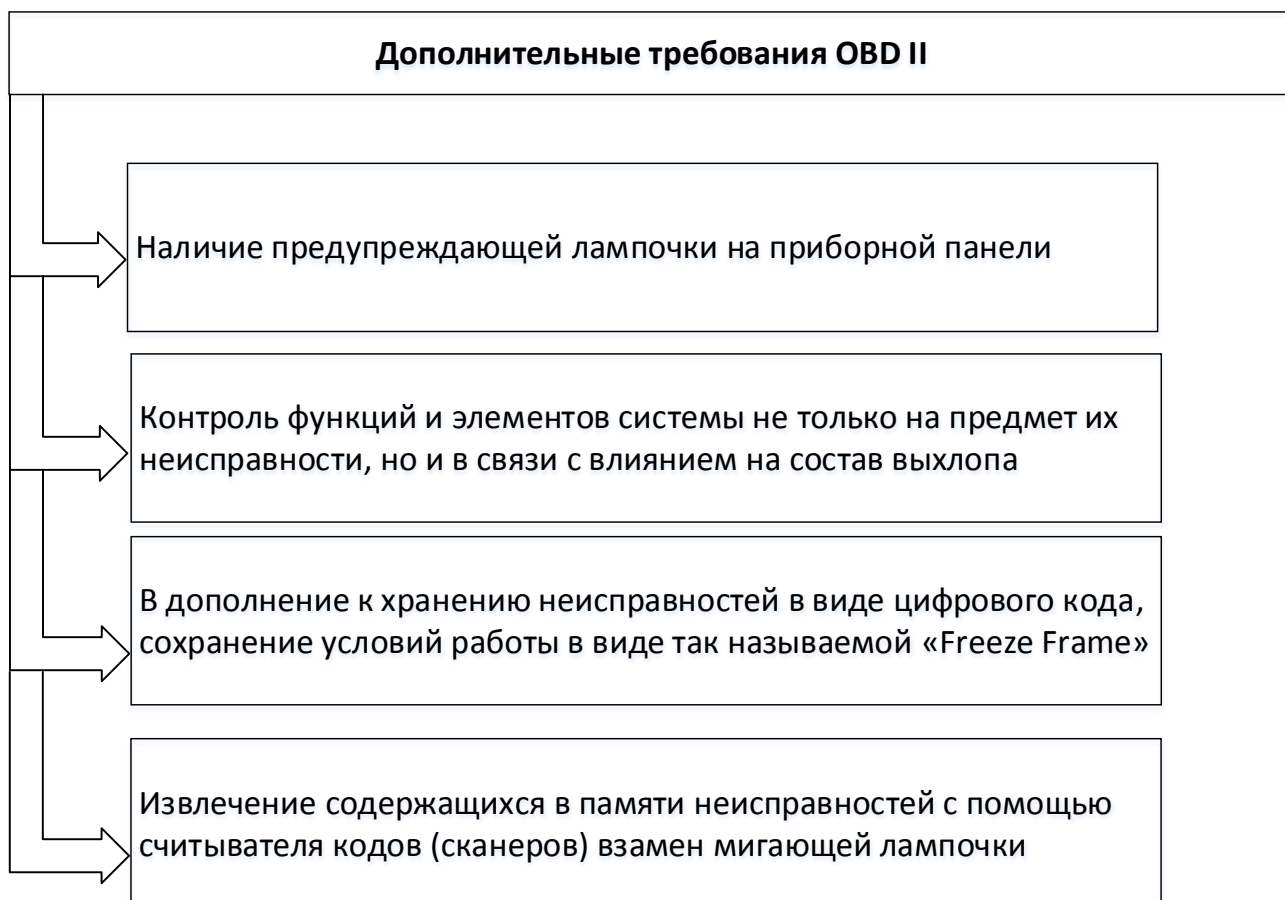 Дополнительные требования OBD II
Наличие предупреждающей лампочки на приборной панели
Контроль функций и элементов системы не только на предмет их
неисправности, но и в связи с влиянием на состав выхлопа
В дополнение к хранению неисправностей в виде цифрового кода,
сохранение условий работы в виде так называемой «Freeze Frame»
Извлечение содержащихся в памяти неисправностей с помощью
считывателя кодов (сканеров) взамен мигающей лампочки